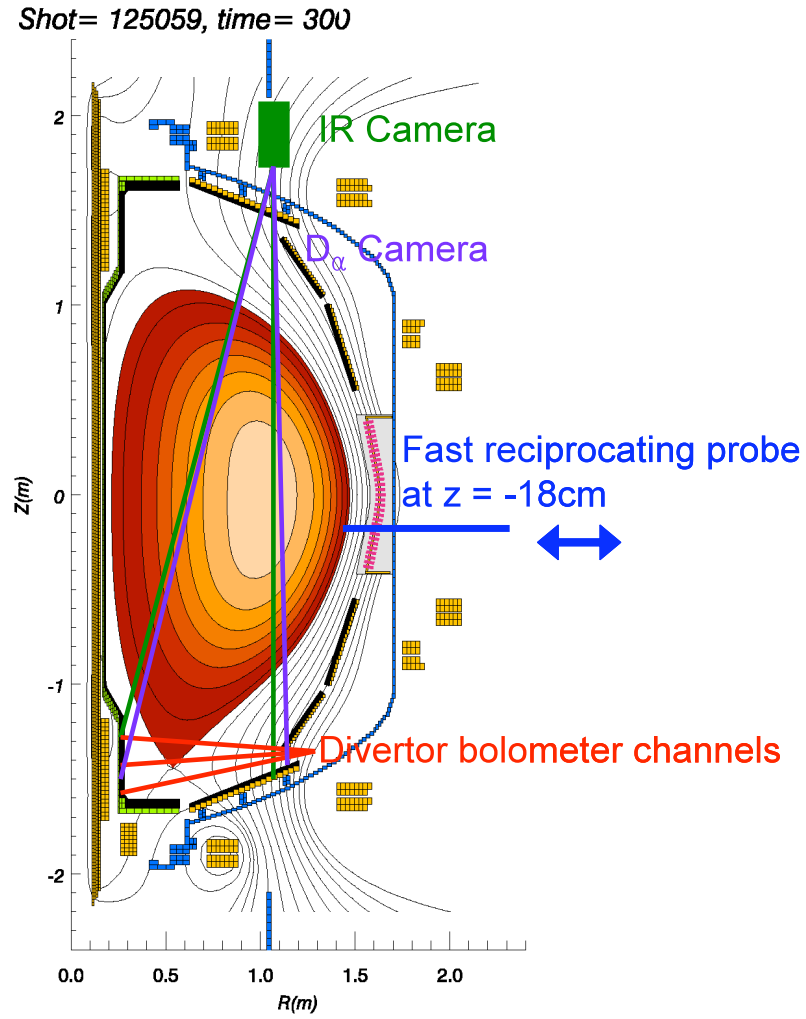 Shot= 125059, time= 300
2
IR Camera
Dα Camera
1
Fast reciprocating probe
at z = -18cm
Z(m)
0
-1
Divertor bolometer channels
-2
0.0 0.5 1.0 1.5 2.0
R(m)